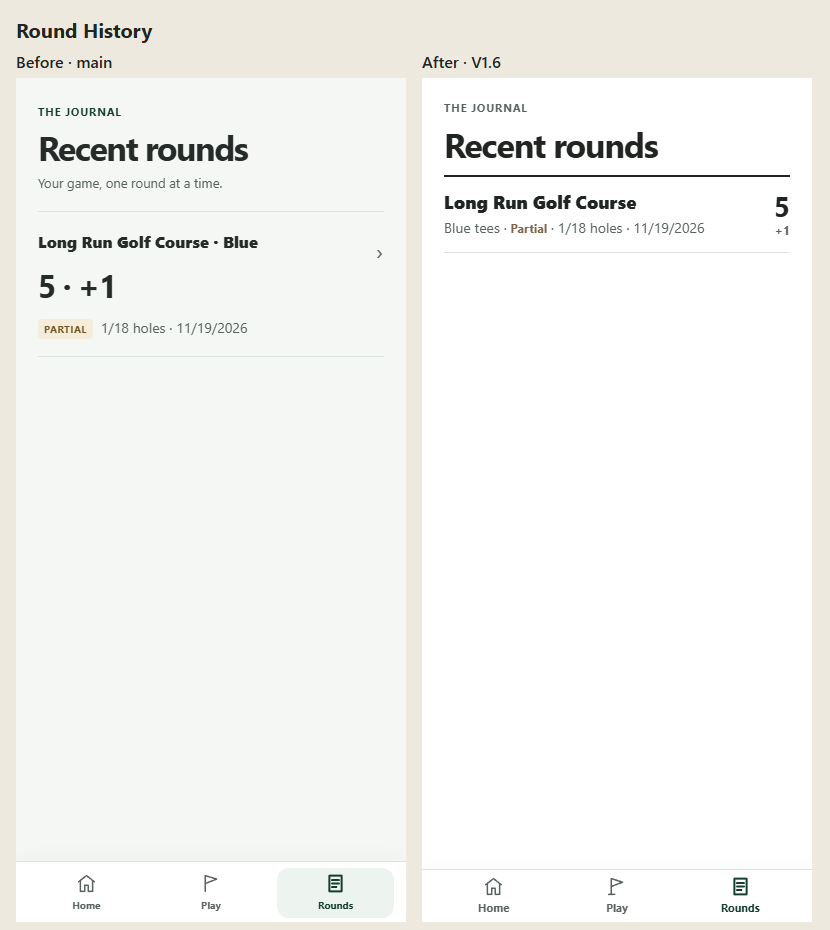 Round History
Before · main
THE JOURNAL
Recent rounds
Your game, one round at a time.
Long Run Golf Course · Blue
5 · +1
PARTIAL 1/18 holes · 11/19/2026
Home Play Rounds
After · V1.6
THE JOURNAL
Recent rounds
Long Run Golf Course 5
Blue tees · Partial · 1/18 holes · 11/19/2026 +1
Home Play Rounds